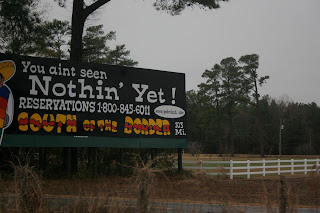 You aint seen
Nothin' Yet !
RESERVATIONS 1-800-845-6011
SOUTH OF THE BORDER
Mi.